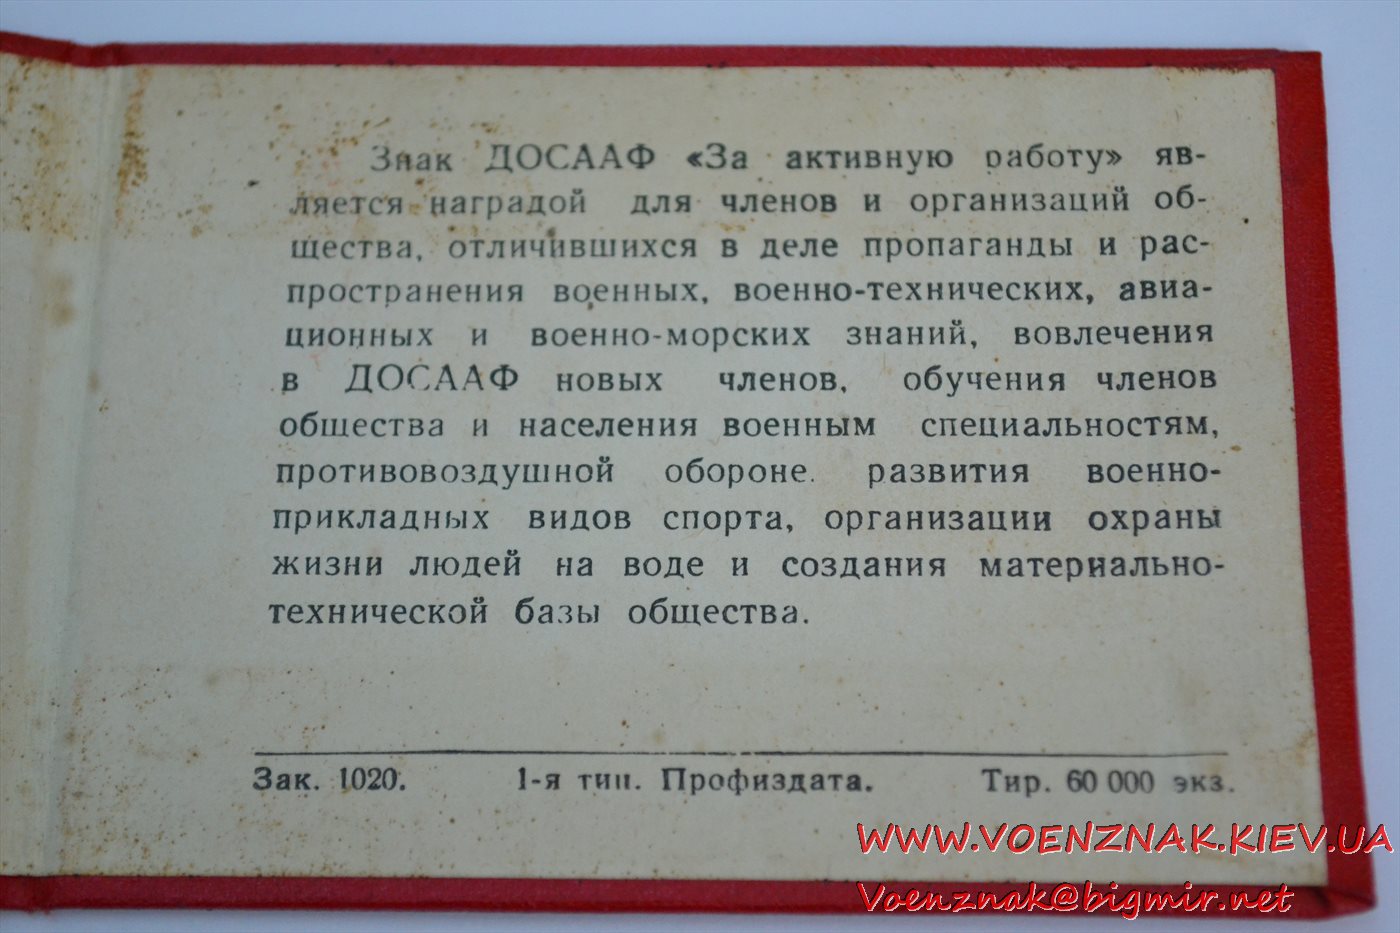 Знак ДОСААФ «За активную работу» яв-
ляется наградой для членов и организаций об-
щества, отличившихся в деле пропаганды и рас-
пространения военных, военно-технических, авиа-
ционных и военно-морских знаний, вовлечения
в ДОСААФ новых членов, обучения членов
общества и населения военным специальностям,
противовоздушной обороне. развития военно-
прикладных видов спорта, организации охраны
жизни людей на воде и создания материально-
технической базы общества.
Зак. 1020. 1-я тип. Профиздата. Тир. 60 000 экз.
WWW.VOENZNAK.KIEV.UA
Voenznak@bigmir.net